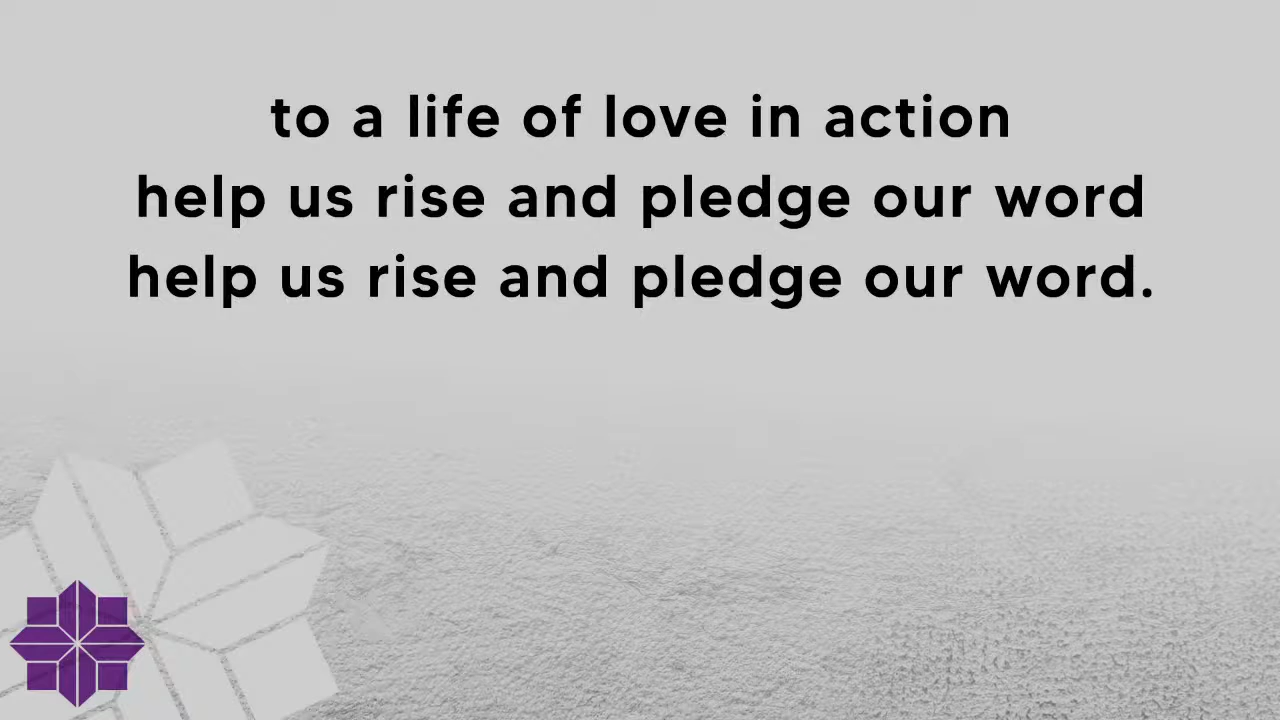 to a life of love in action
help us rise and pledge our word
help us rise and pledge our word.